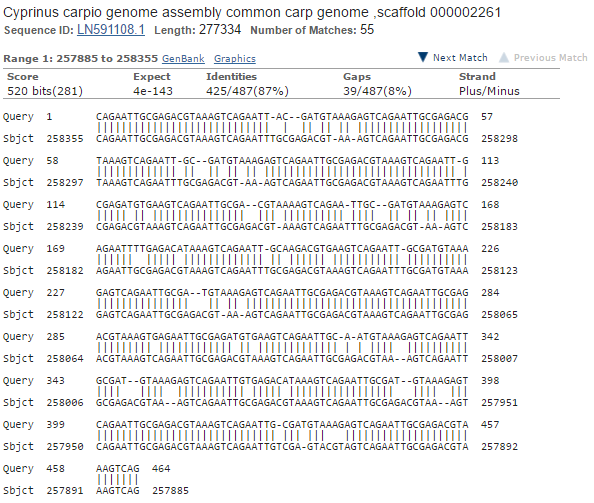 Cyprinus carpio genome assembly common carp genome ,scaffold 000002261
Sequence ID: LN591108.1 Length: 277334 Number of Matches: 55
Range 1: 257885 to 258355 GenBank Graphics Next Match Previous Match
Score Expect Identities Gaps Strand
520 bits(281) 4e-143 425/487(87%) 39/487(8%) Plus/Minus
Query 1 CAGAATTGCGAGACGTAAAGTCAGAATT-AC--GATGTAAAGAGTCAGAATTGCGAGACG 57
Sbjct 258355 CAGAATTGCGAGACGTAAAGTCAGAATTGCGAGACGT-AA-AGTCAGAATTGCGAGACG 258298
Query 58 TAAAGTCAGAATT-GC--GATGTAAAGAGTCAGAATTGCGAGACGTAAAGTCAGAATT-G 113
Sbjct 258297 TAAAGTCAGAATTTGCGAGACGT-AA-AGTCAGAATTGCGAGACGTAAAGTCAGAATTTG 258240
Query 114 CGAGATGTGAAGTCAGAATTGCGA--CGTAAAAGTCAGAA-TTGC--GATGTAAAGAGTC 168
Sbjct 258239 CGAGACGTAAAGTCAGAATTGCGAGACGT-AAAGTCAGAATTTGCGAGACGT-AA-AGTC 258183
Query 169 AGAATTTTGAGACATAAAGTCAGAATT-GCAAGACGTGAAGTCAGAATT-GCGATGTAAA 226
Sbjct 258182 AGAATTGCGAGACGTAAAGTCAGAATTTGCGAGACGTAAAGTCAGAATTTGCGATGTAAA 258123
Query 227 GAGTCAGAATTGCGA--TGTAAAGAGTCAGAATTGCGAGACGTAAAGTCAGAATTGCGAG 284
Sbjct 258122 GAGTCAGAATTGCGAGACGT-AA-AGTCAGAATTGCGAGACGTAAAGTCAGAATTGCGAG 258065
Query 285 ACGTAAAGTGAGAATTGCGAGATGTGAAGTCAGAATTGC-A-ATGTAAAGAGTCAGAATT 342
Sbjct 258064 ACGTAAAGTCAGAATTGCGAGACGTAAAGTCAGAATTGCGAGACGTAA--AGTCAGAATT 258007
Query 343 GCGAT--GTAAAGAGTCAGAATTGTGAGACATAAAGTCAGAATTGCGAT--GTAAAGAGT 398
Sbjct 258006 GCGAGACGTAA--AGTCAGAATTGCGAGACGTAAAGTCAGAATTGCGAGACGTAA--AGT 257951
Query 399 CAGAATTGCGAGACGTAAAGTCAGAATTG-CGATGTAAAGAGTCAGAATTGCGAGACGTA 457
Sbjct 257950 CAGAATTGCGAGACGTAAAGTCAGAATTGTCGA-GTACGTAGTCAGAATTGCGAGACGTA 257892
Query 458 AAGTCAG 464
Sbjct 257891 AAGTCAG 257885